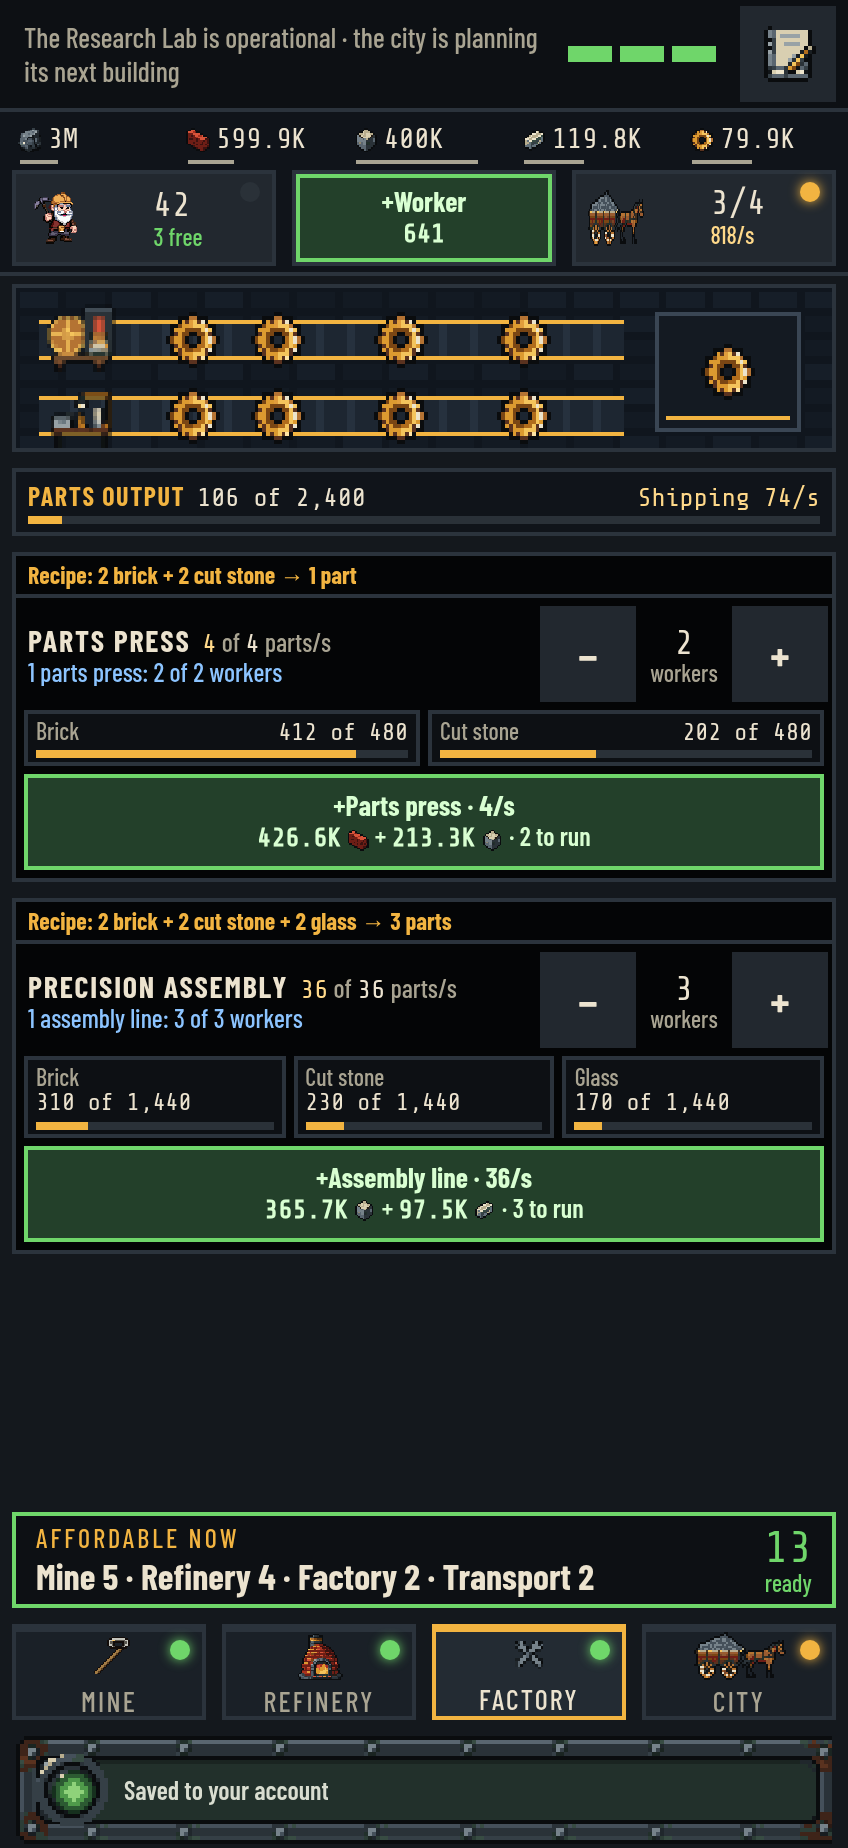 The Research Lab is operational · the city is planning
its next building
3M 599.9K 400K 119.8K 79.9K
42
3 free
+Worker
641
3/4
818/s
PARTS OUTPUT 106 of 2,400 Shipping 74/s
Recipe: 2 brick + 2 cut stone → 1 part
PARTS PRESS 4 of 4 parts/s
1 parts press: 2 of 2 workers
−
2
workers
+
Brick 412 of 480
Cut stone 202 of 480
+Parts press · 4/s
426.6K + 213.3K · 2 to run
Recipe: 2 brick + 2 cut stone + 2 glass → 3 parts
PRECISION ASSEMBLY 36 of 36 parts/s
1 assembly line: 3 of 3 workers
−
3
workers
+
Brick
310 of 1,440
Cut stone
230 of 1,440
Glass
170 of 1,440
+Assembly line · 36/s
365.7K + 97.5K · 3 to run
AFFORDABLE NOW
Mine 5 · Refinery 4 · Factory 2 · Transport 2
13
ready
MINE REFINERY FACTORY CITY
Saved to your account